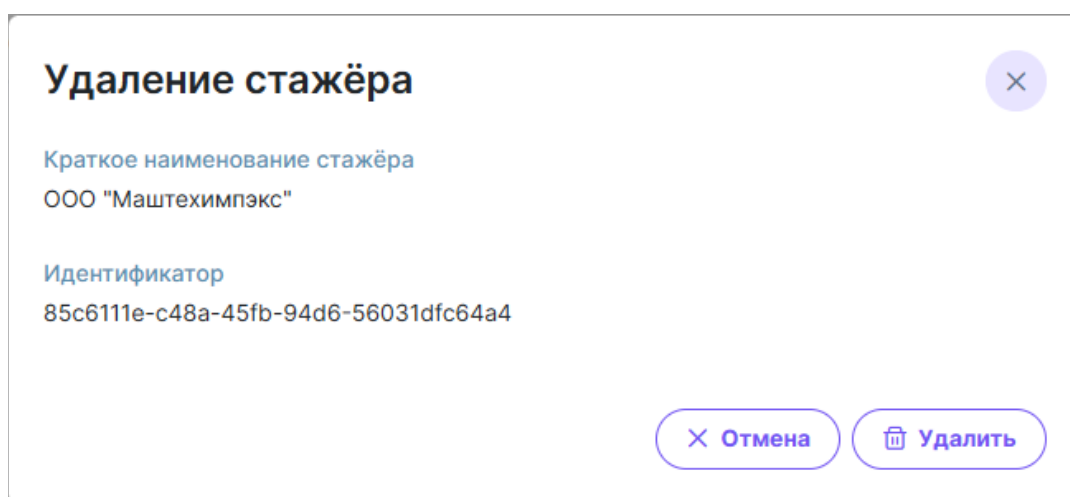 Удаление стажёра
Краткое наименование стажёра
ООО "Маштехимпэкс"
Идентификатор
85c6111e-c48a-45fb-94d6-56031dfc64a4
Отмена
Удалить